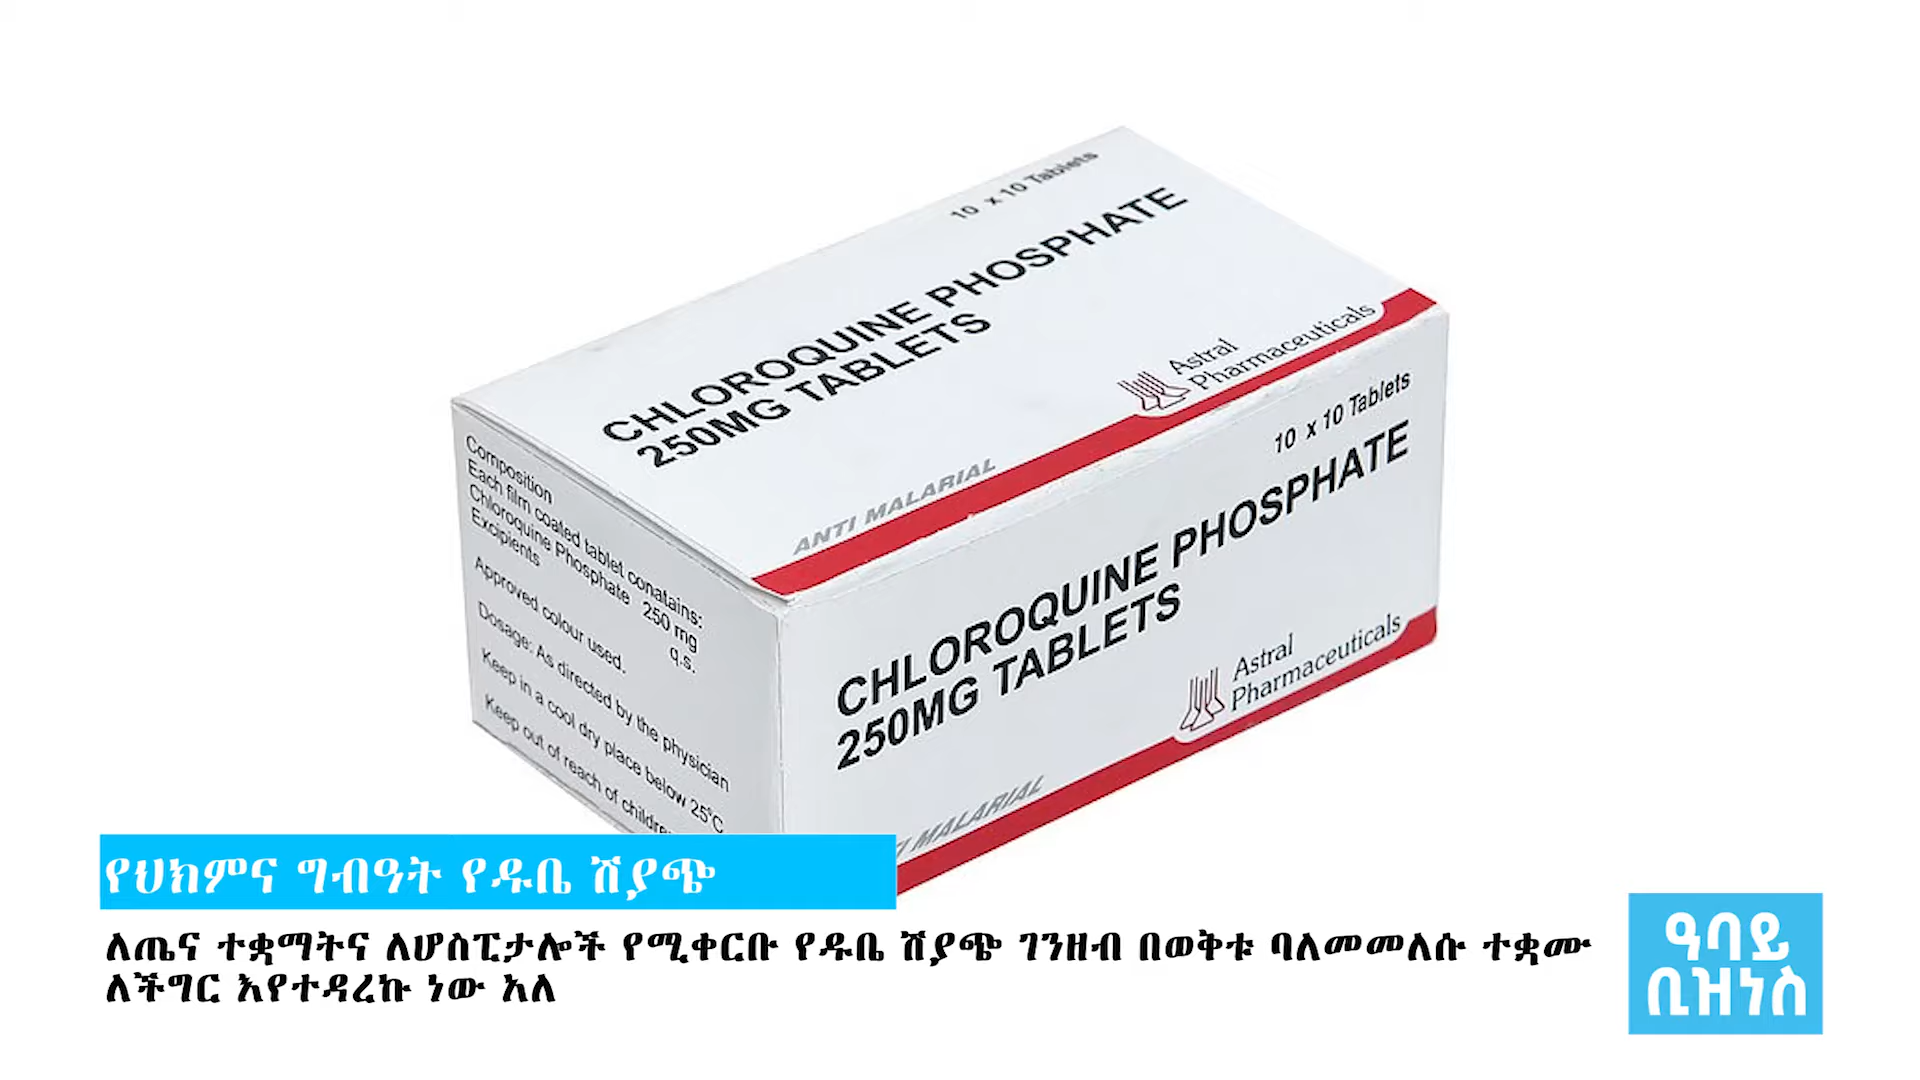 10 x 10 Tablets
CHLOROQUINE PHOSPHATE
250MG TABLETS
Astral
Pharmaceuticals
ANTI MALARIAL
Composition
Each film coated tablet conatains:
Chloroquine Phosphate 250 mg
Excipients q.s.
Approved colour used.
Dosage: As directed by the physician
Keep in a cool dry place below 25°C
Keep out of reach of childre
10 x 10 Tablets
CHLOROQUINE PHOSPHATE
250MG TABLETS
Astral
Pharmaceuticals
MALARIAL
የህክምና ግብዓት የዱቤ ሽያጭ
ለጤና ተቋማትና ለሆስፒታሎች የሚቀርቡ የዱቤ ሽያጭ ገንዘብ በወቅቱ ባለመመለሱ ተቋሙ
ለችግር እየተዳረኩ ነው አለ
ዓባይ
ቢዝነስ